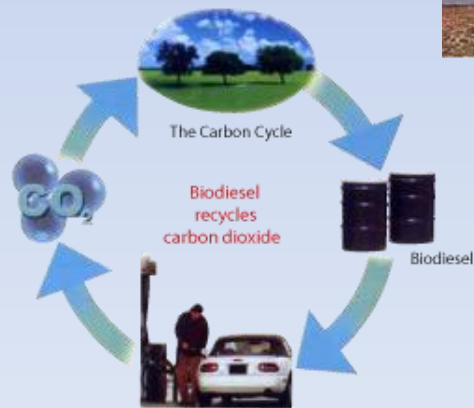 The Carbon Cycle
Biodiesel
recycles
carbon dioxide
CO2
Biodiesel